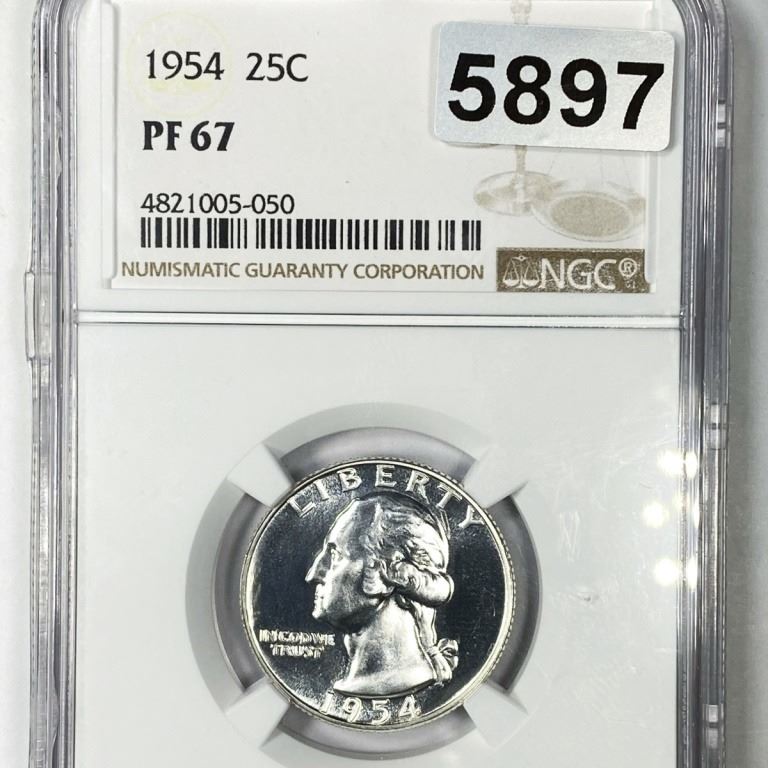 1954 25C
5897
PF 67
4821005-050
NUMISMATIC GUARANTY CORPORATION
NGC®
LIBERTY
IN GOD WE
TRUST
1954